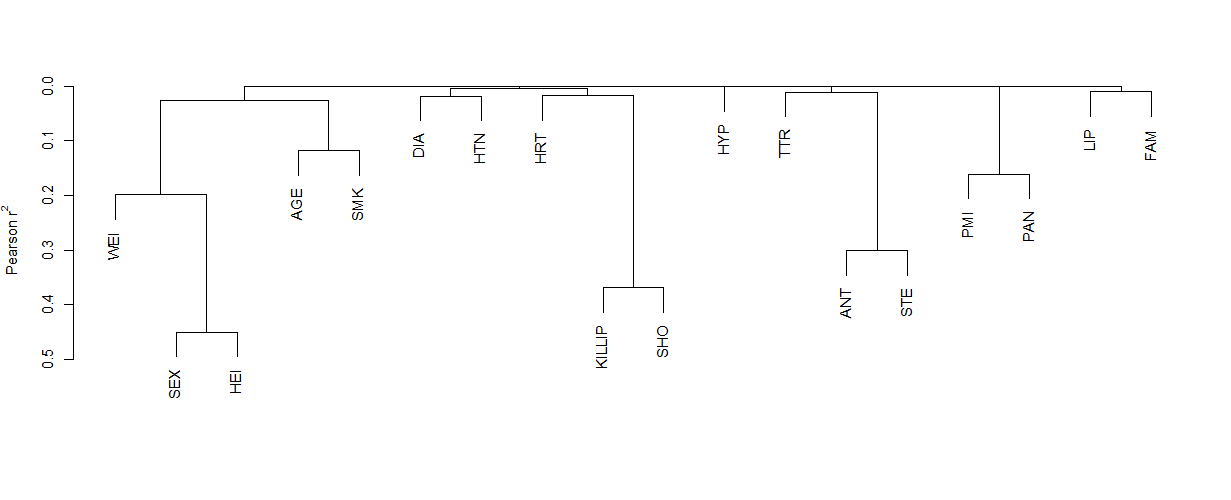 Pearson r²
0.0
0.1
0.2
0.3
0.4
0.5
WEI
SEX
HEI
AGE
SMK
DIA
HTN
HRT
KILLIP
SHO
HYP
TTR
ANT
STE
PMI
PAN
LIP
FAM